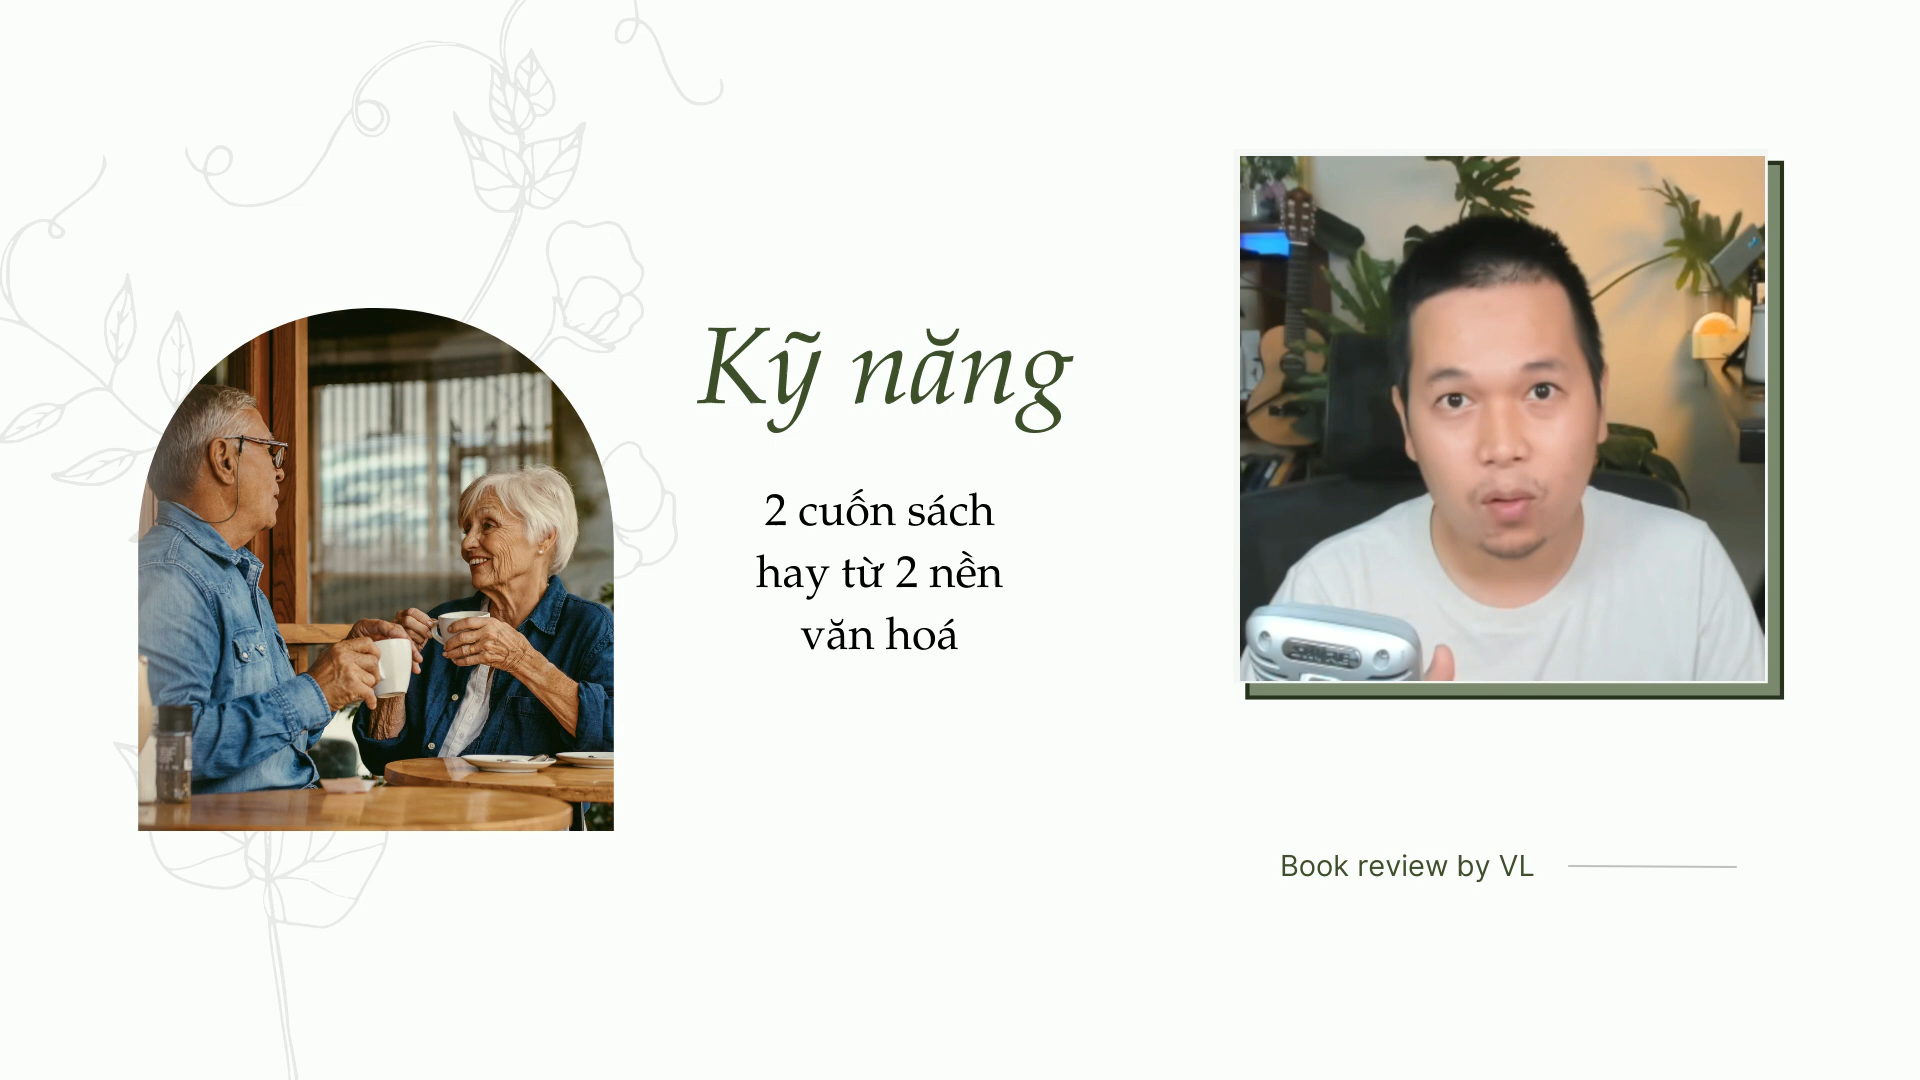 Kỹ năng
2 cuốn sách
hay từ 2 nền
văn hoá
Book review by VL